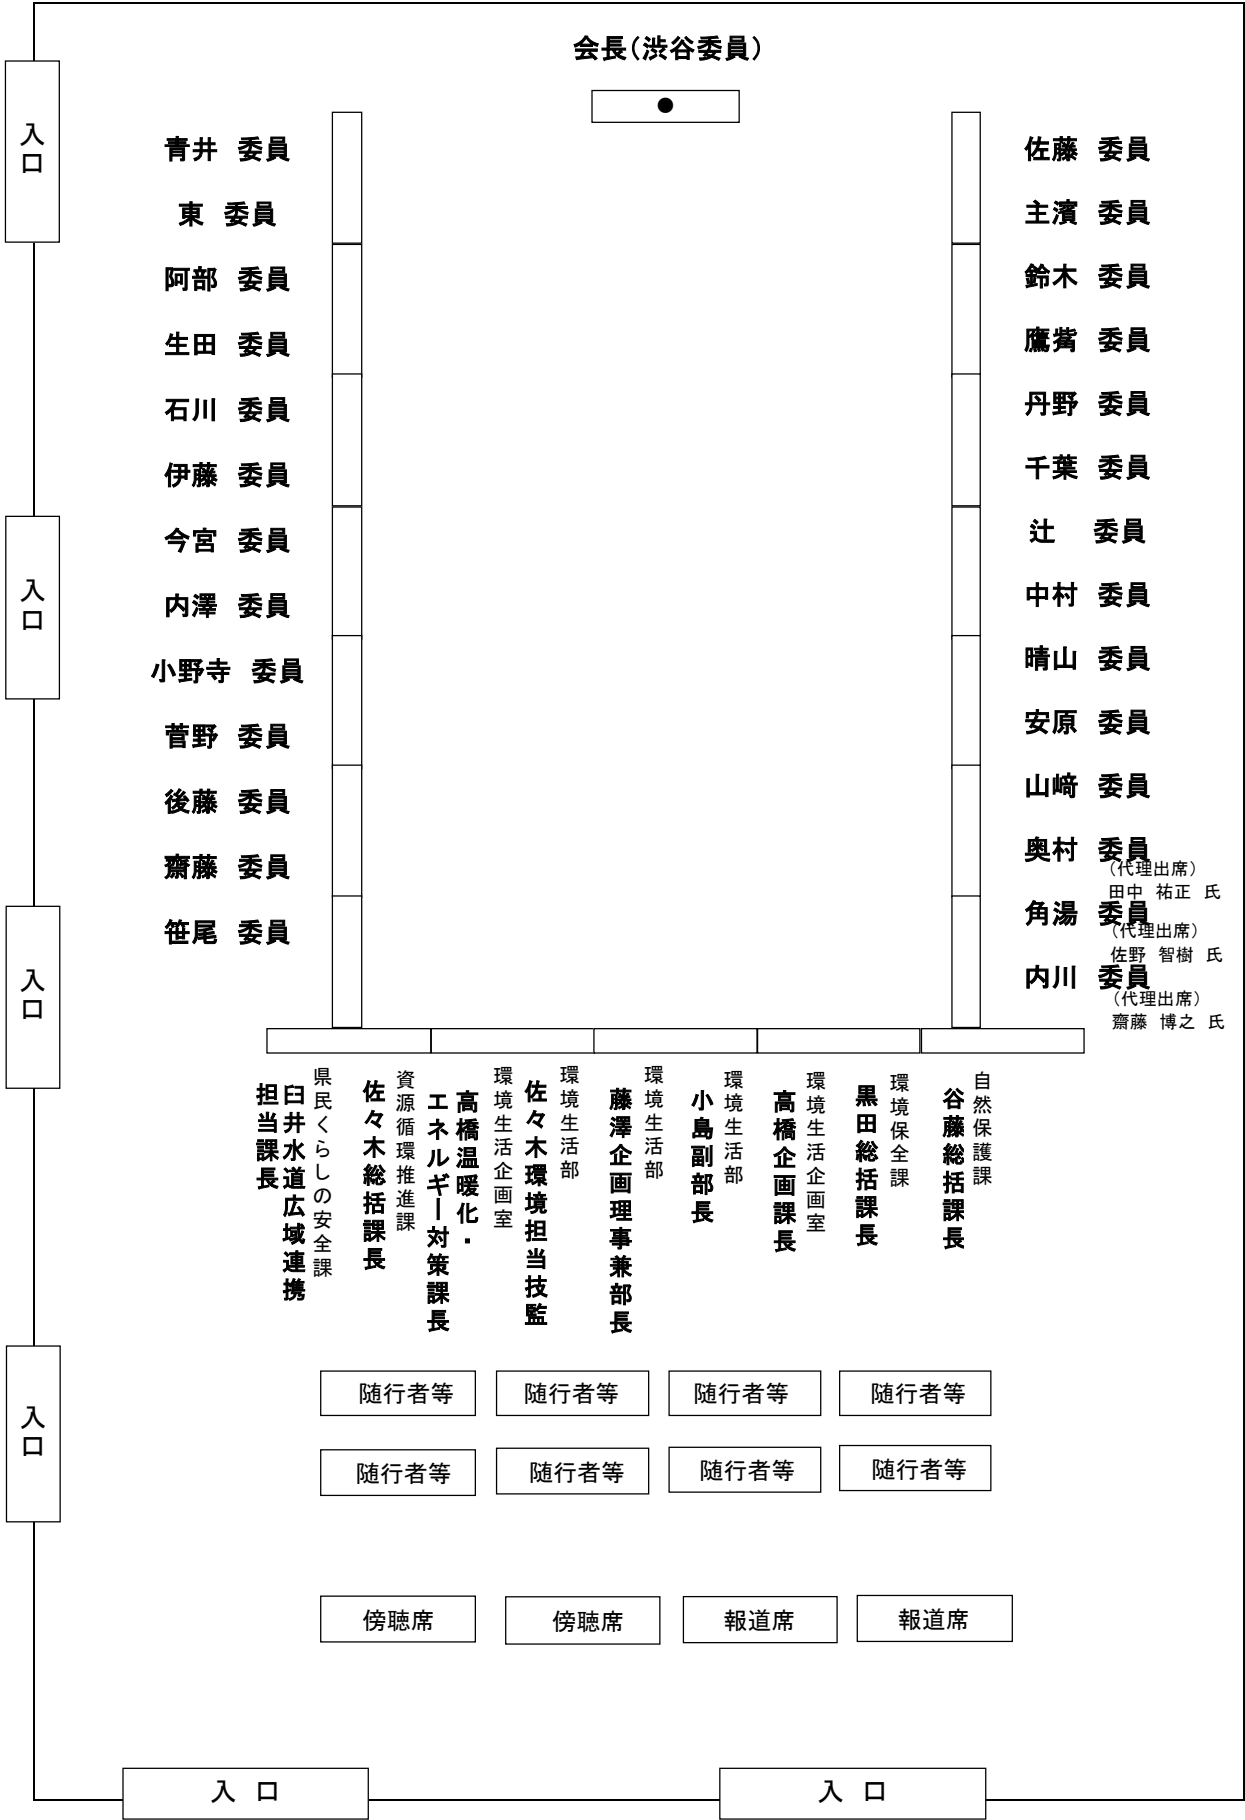 会長(渋谷委員)
入口
青井 委員
東 委員
阿部 委員
生田 委員
石川 委員
伊藤 委員
入口
今宮 委員
内澤 委員
小野寺 委員
菅野 委員
後藤 委員
齋藤 委員
笹尾 委員
入口
佐藤 委員
主濱 委員
鈴木 委員
鷹觜 委員
丹野 委員
千葉 委員
辻 委員
中村 委員
晴山 委員
安原 委員
山﨑 委員
奥村 委員
(代理出席)
田中 祐正 氏
角湯 委員
(代理出席)
佐野 智樹 氏
内川 委員
(代理出席)
齋藤 博之 氏
自然保護課
谷藤総括課長
環境保全課
黒田総括課長
環境生活企画室
高橋企画課長
環境生活部
小島副部長
環境生活部
藤澤企画理事兼部長
環境生活部
佐々木環境担当技監
環境生活企画室
高橋温暖化・
エネルギー対策課長
資源循環推進課
佐々木総括課長
県民くらしの安全課
臼井水道広域連携
担当課長
入口
随行者等 随行者等 随行者等 随行者等
随行者等 随行者等 随行者等 随行者等
傍聴席 傍聴席 報道席 報道席
入 口 入 口